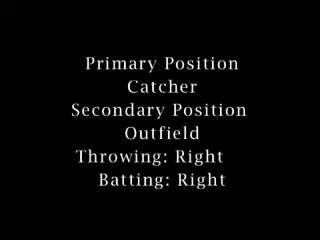 Primary Position
Catcher
Secondary Position
Outfield
Throwing: Right
Batting: Right